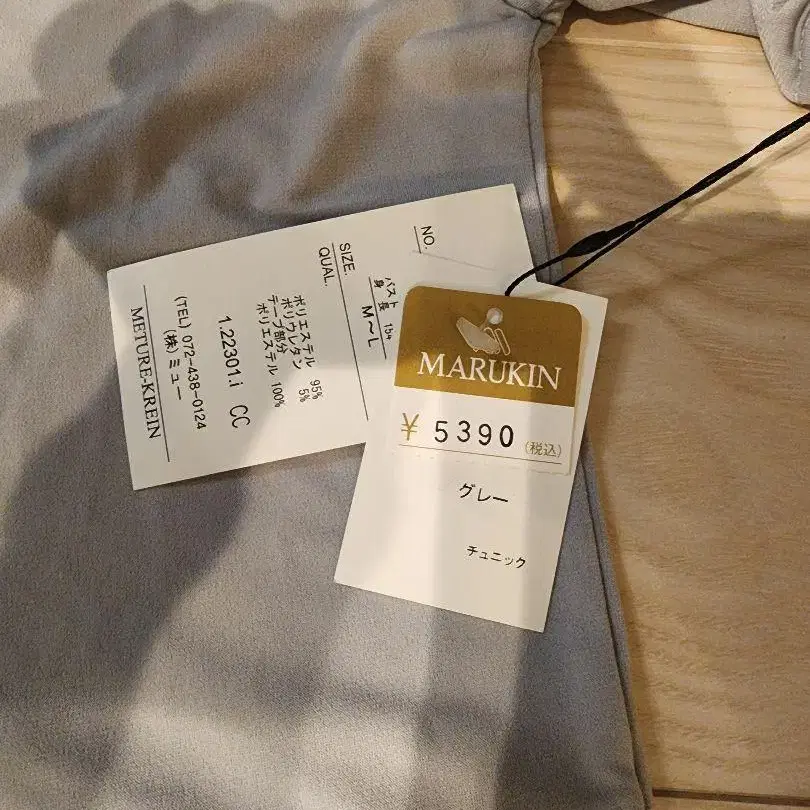 MARUKIN
¥ 5390 (税込)
グレー
チュニック
NO.
SIZE.
バスト
身長 154
M～L
QUAL.
ポリエステル 95%
ポリウレタン 5%
テープ部分
ポリエステル 100%
1.22301.i CC
(TEL) 072-438-0124
(株)ミュー
METURE-KREIN